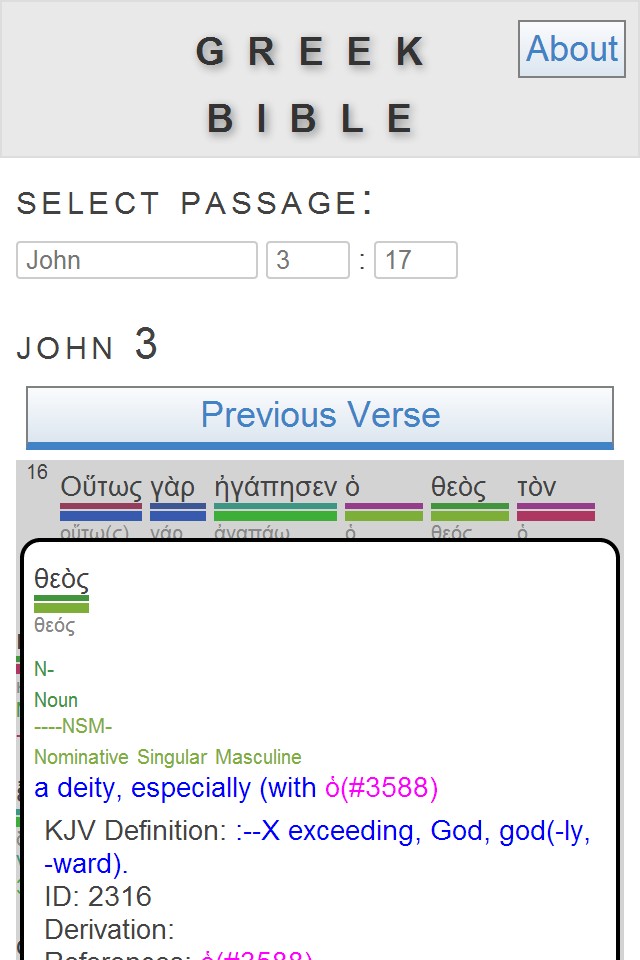 GREEK
BIBLE
About
SELECT PASSAGE:
John 3 : 17
JOHN 3
Previous Verse
16 Οὕτως γὰρ ἠγάπησεν ὁ θεὸς τὸν
οὕτω(ς) γάρ ἀγαπάω ὁ θεός ὁ
θεὸς
θεός
N-
Noun
----NSM-
Nominative Singular Masculine
a deity, especially (with ὁ(#3588)
KJV Definition: :--X exceeding, God, god(-ly,
-ward).
ID: 2316
Derivation:
References: ὁ(#3588)